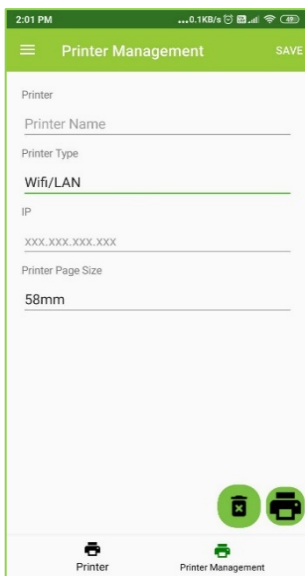 2:01 PM ...0.1KB/s 49
Printer Management SAVE
Printer
Printer Name
Printer Type
Wifi/LAN
IP
xxx.xxx.xxx.xxx
Printer Page Size
58mm
Printer Printer Management